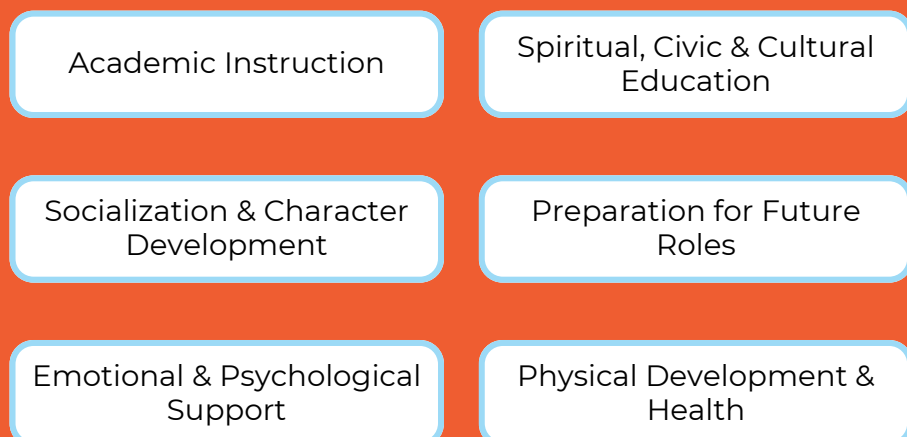 Academic Instruction
Spiritual, Civic & Cultural
Education
Socialization & Character
Development
Preparation for Future
Roles
Emotional & Psychological
Support
Physical Development &
Health